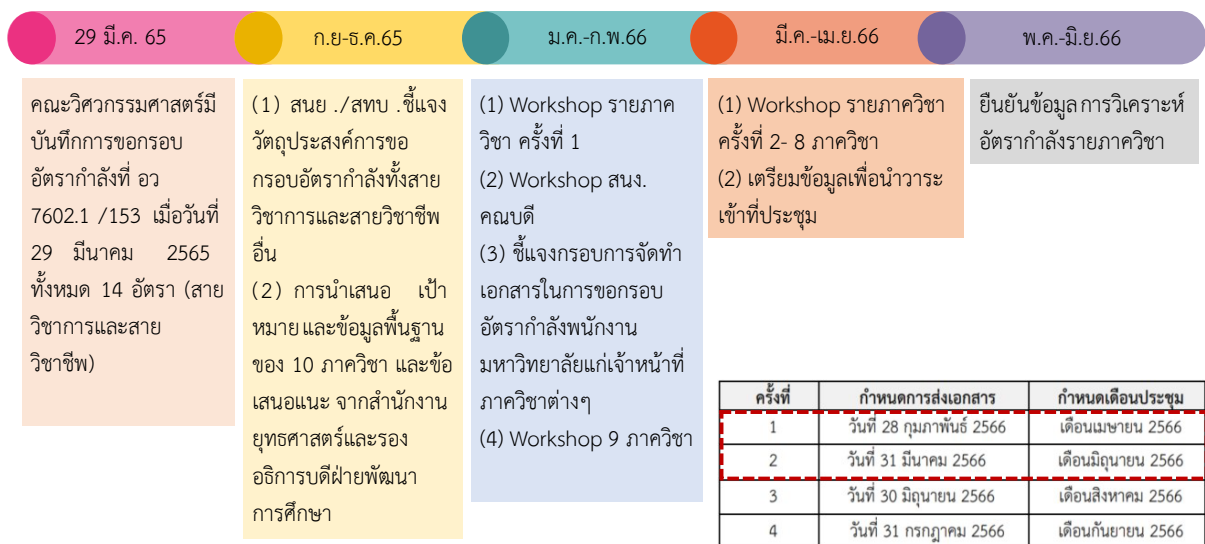 29 มี.ค. 65
ก.ย-ธ.ค.65
ม.ค.-ก.พ.66
มี.ค.-เม.ย.66
พ.ค.-มิ.ย.66
คณะวิศวกรรมศาสตร์มี
บันทึกการขอกรอบ
อัตรากำลังที่ อว
7602.1 /153 เมื่อวันที่
29 มีนาคม 2565
ทั้งหมด 14 อัตรา (สาย
วิชาการและสาย
วิชาชีพ)
(1) สนย ./สทบ .ชี้แจง
วัตถุประสงค์การขอ
กรอบอัตรากำลังทั้งสาย
วิชาการและสายวิชาชีพ
อื่น
(2) การนำเสนอ เป้า
หมาย และข้อมูลพื้นฐาน
ของ 10 ภาควิชา และข้อ
เสนอแนะ จากสำนักงาน
ยุทธศาสตร์และรอง
อธิการบดีฝ่ายพัฒนา
การศึกษา
(1) Workshop รายภาค
วิชา ครั้งที่ 1
(2) Workshop สนง.
คณบดี
(3) ชี้แจงกรอบการจัดทำ
เอกสารในการขอกรอบ
อัตรากำลังพนักงาน
มหาวิทยาลัยแก่เจ้าหน้าที่
ภาควิชาต่างๆ
(4) Workshop 9 ภาควิชา
(1) Workshop รายภาควิชา
ครั้งที่ 2- 8 ภาควิชา
(2) เตรียมข้อมูลเพื่อนำวาระ
เข้าที่ประชุม
ยืนยันข้อมูล การวิเคราะห์
อัตรากำลังรายภาควิชา
ครั้งที่ กำหนดการส่งเอกสาร กำหนดเดือนประชุม
1 วันที่ 28 กุมภาพันธ์ 2566 เดือนเมษายน 2566
2 วันที่ 31 มีนาคม 2566 เดือนมิถุนายน 2566
3 วันที่ 30 มิถุนายน 2566 เดือนสิงหาคม 2566
4 วันที่ 31 กรกฎาคม 2566 เดือนกันยายน 2566